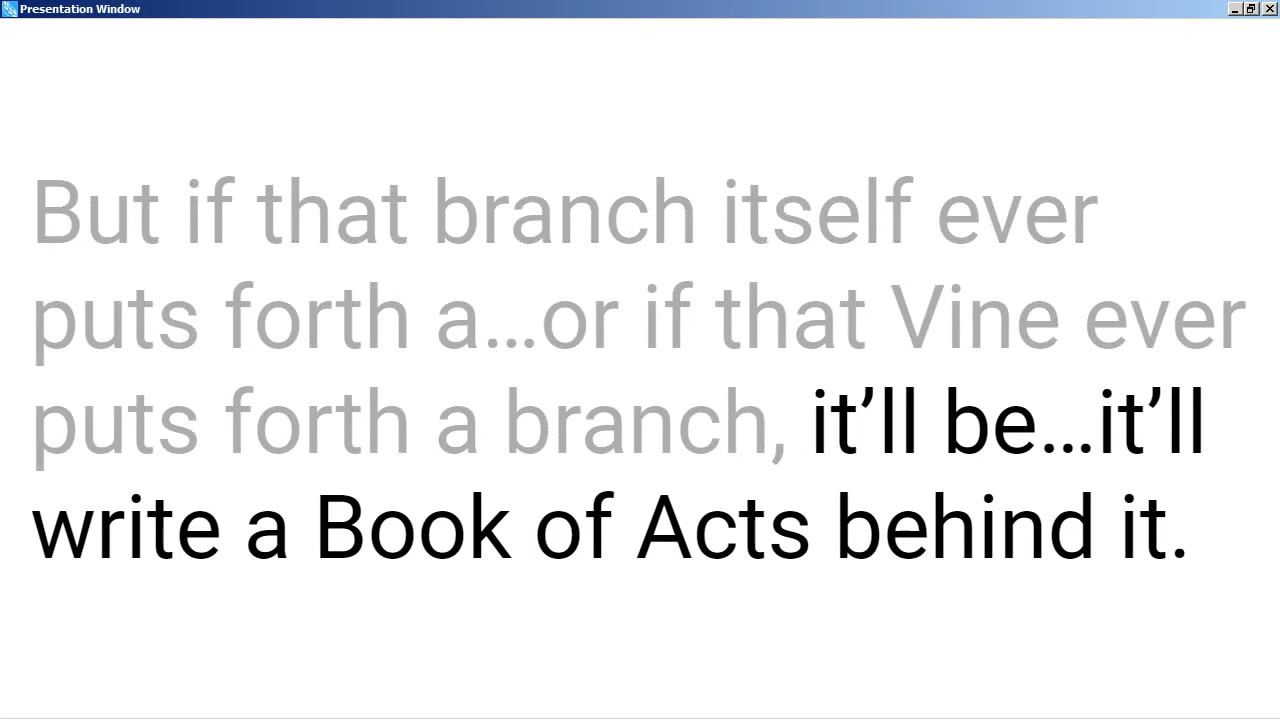 Presentation Window
But if that branch itself ever
puts forth a…or if that Vine ever
puts forth a branch, it’ll be…it’ll
write a Book of Acts behind it.